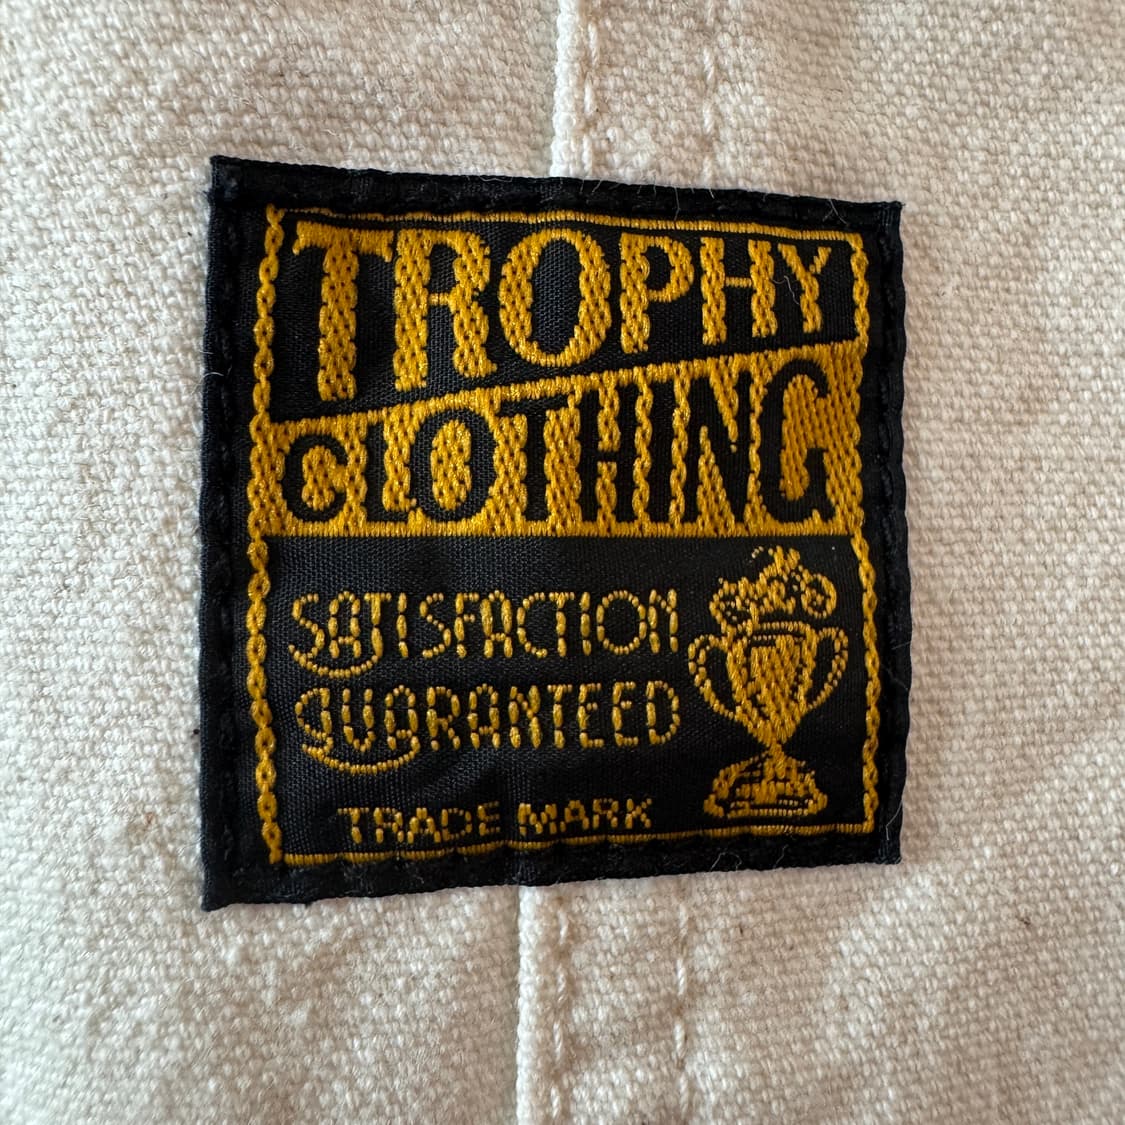 TROPHY
CLOTHING
SATISFACTION
GUARANTEED
TRADE MARK